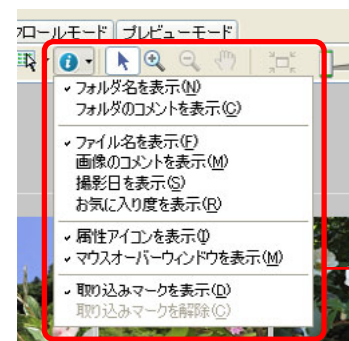 クロールモード プレビューモード
フォルダ名を表示(N)
フォルダのコメントを表示(C)
ファイル名を表示(F)
画像のコメントを表示(M)
撮影日を表示(S)
お気に入り度を表示(R)
属性アイコンを表示(I)
マウスオーバーウィンドウを表示(M)
取り込みマークを表示(D)
取り込みマークを解除(C)